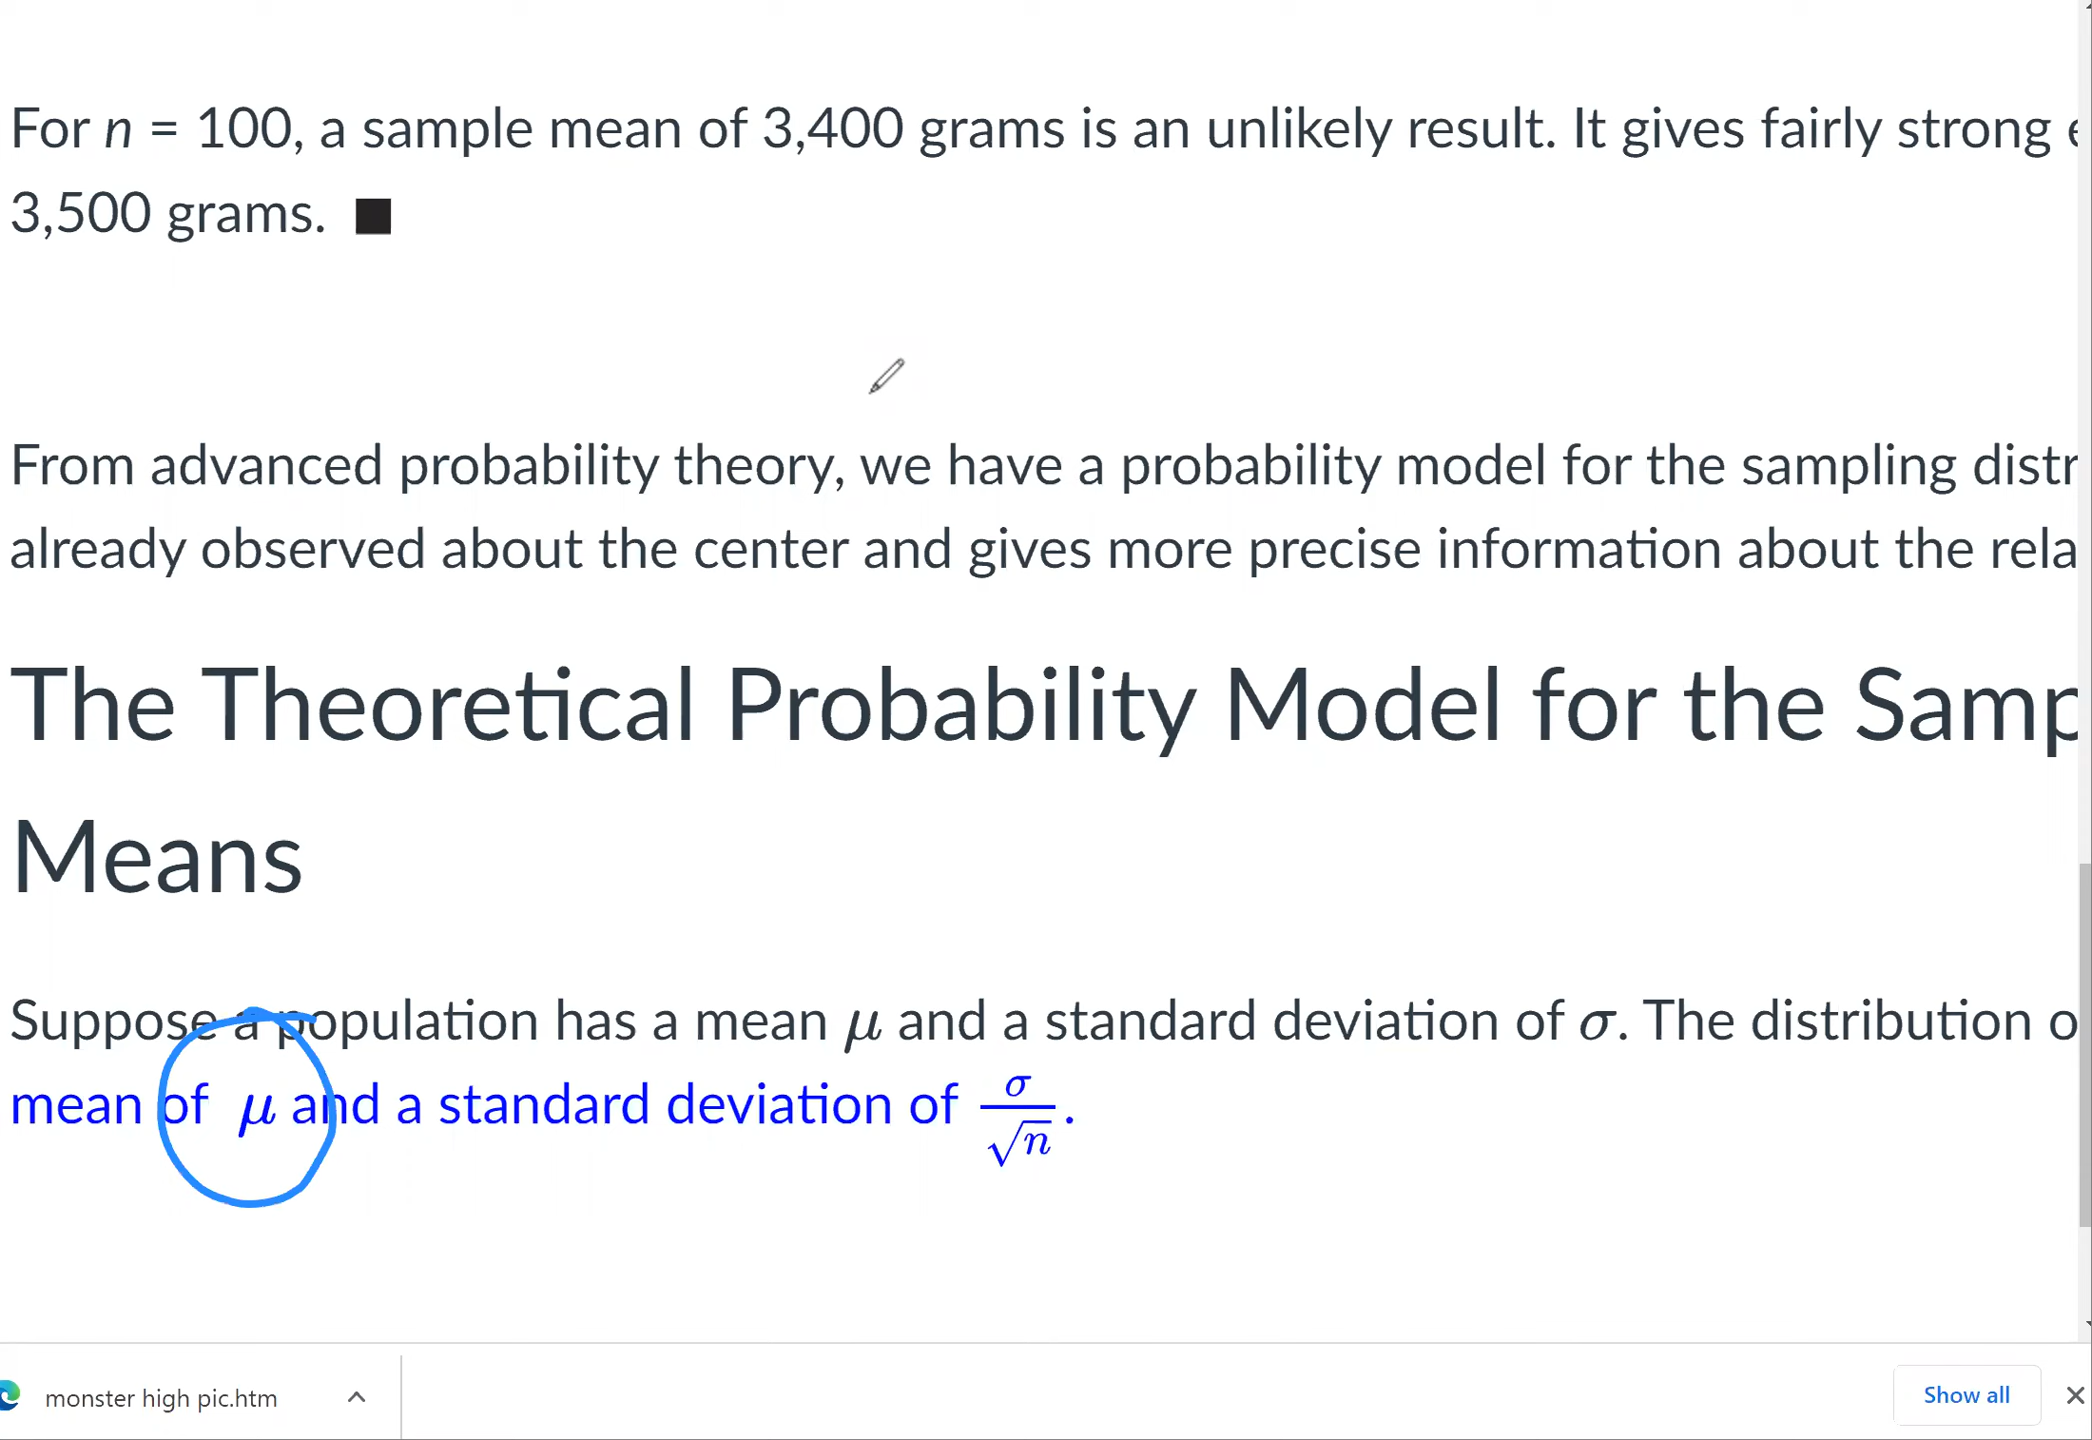 For n = 100, a sample mean of 3,400 grams is an unlikely result. It gives fairly strong
3,500 grams. ■
From advanced probability theory, we have a probability model for the sampling distr
already observed about the center and gives more precise information about the rela
The Theoretical Probability Model for the Samp
Means
Suppose a population has a mean μ and a standard deviation of σ. The distribution o
mean of μ and a standard deviation of σ/√n.
monster high pic.htm
Show all